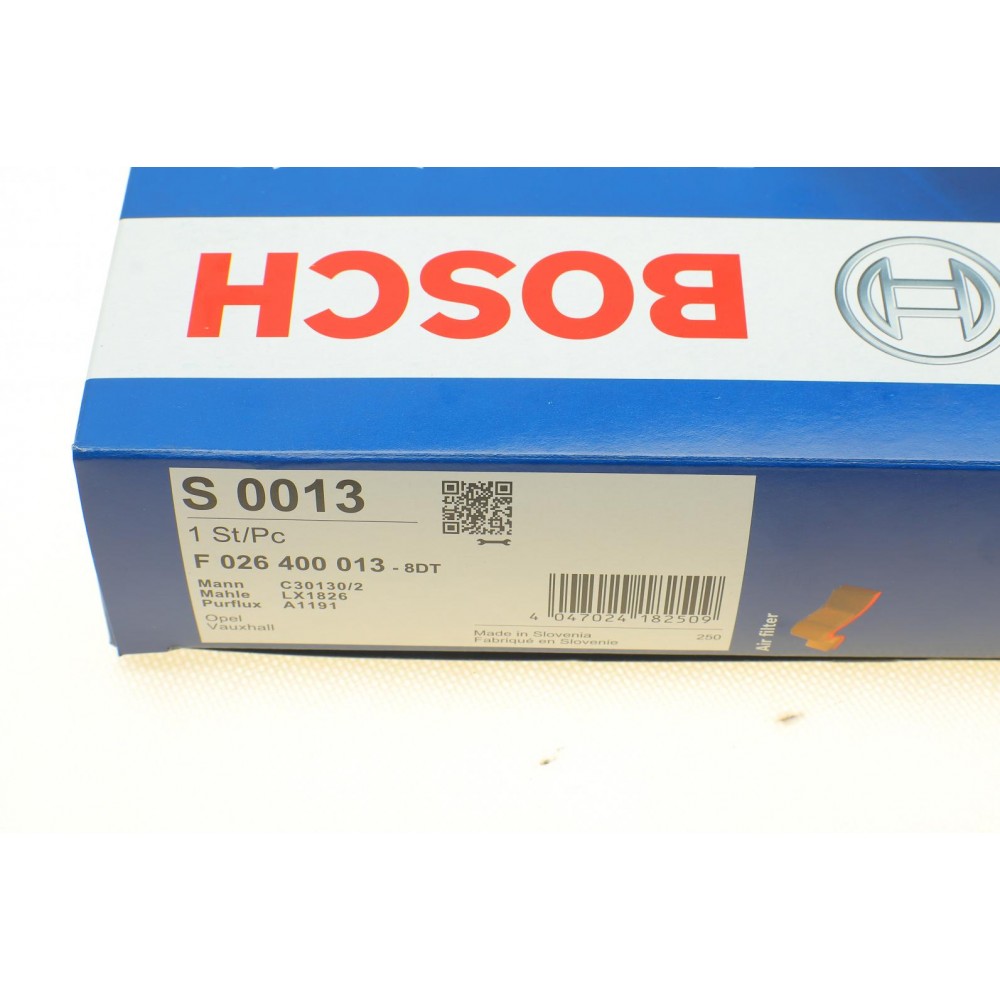 BOSCH
S 0013
1 St/Pc
F 026 400 013 - 8DT
Mann C30130/2
Mahle LX1826
Purflux A1191
Opel
Vauxhall
4 047024 182509
Made in Slovenia
Fabriqué en Slovenie
250
Air filter